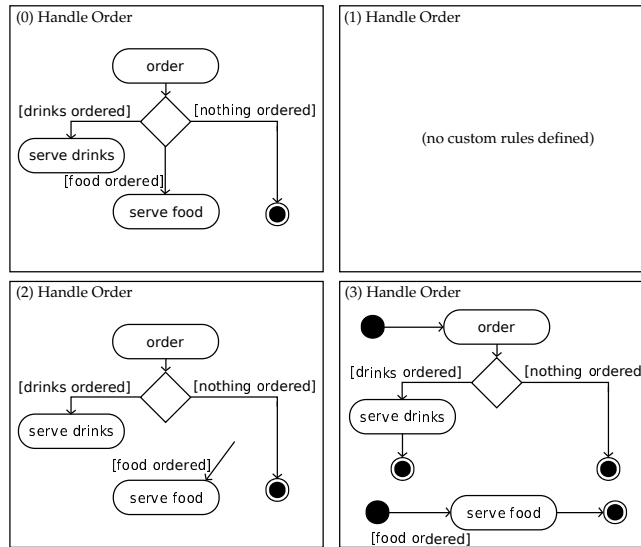 (0) Handle Order
order
[drinks ordered]
[nothing ordered]
serve drinks
[food ordered]
serve food
(1) Handle Order
(no custom rules defined)
(2) Handle Order
order
[drinks ordered]
[nothing ordered]
serve drinks
[food ordered]
serve food
(3) Handle Order
order
[drinks ordered]
[nothing ordered]
serve drinks
serve food
[food ordered]